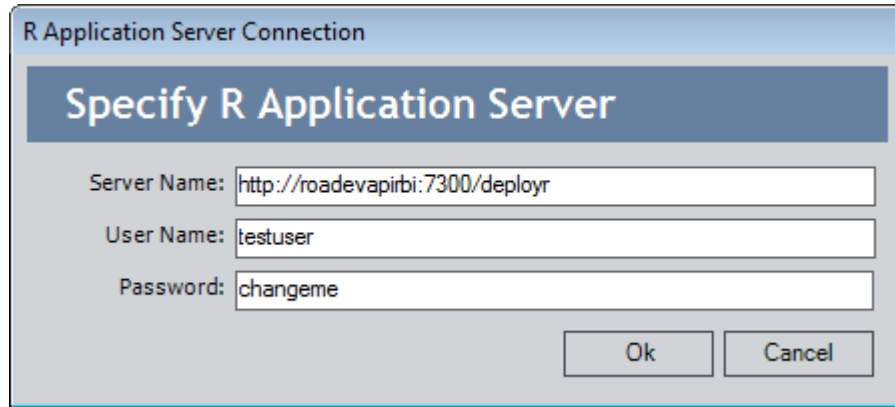 R Application Server Connection
Specify R Application Server
Server Name: http://roadevapirbi:7300/deployr
User Name: testuser
Password: changeme
Ok Cancel